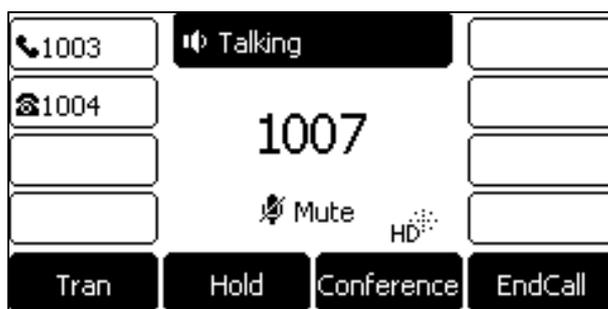 1003
Talking
1004
1007
Mute
HD
Tran
Hold
Conference
EndCall